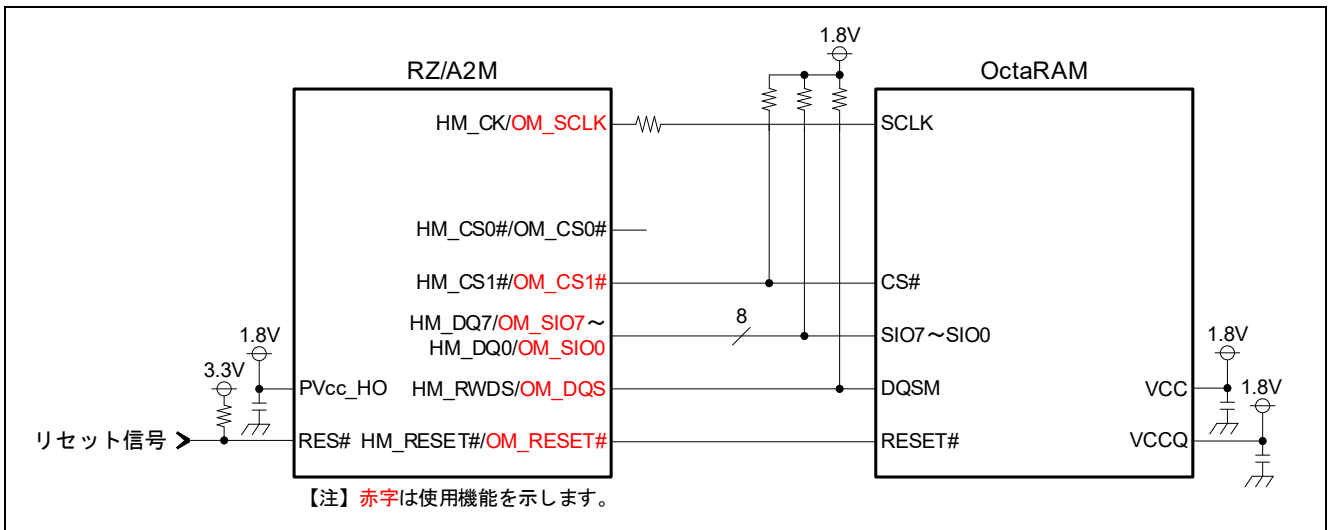 1.8V
RZ/A2M
OctaRAM
HM_CK/OM_SCLK
SCLK
HM_CS0#/OM_CS0#
HM_CS1#/OM_CS1#
CS#
HM_DQ7/OM_SIO7～
HM_DQ0/OM_SIO0
8
SIO7～SIO0
1.8V
3.3V
PVcc_HO
HM_RWDS/OM_DQS
DQSM
VCC
1.8V
1.8V
リセット信号
RES#
HM_RESET#/OM_RESET#
RESET#
VCCQ
【注】赤字は使用機能を示します。